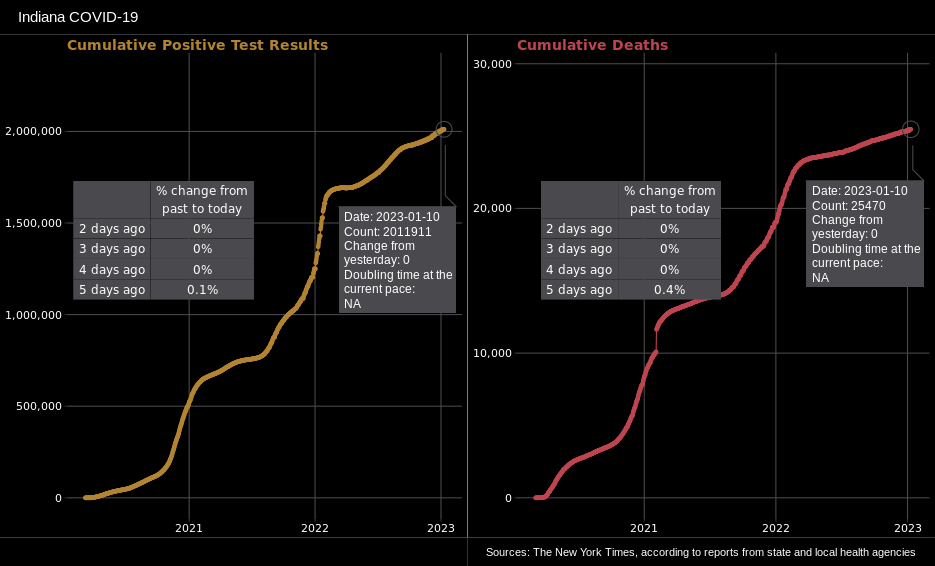 Indiana COVID-19
Cumulative Positive Test Results
2,000,000
1,500,000
1,000,000
500,000
0
2021
2022
2023
% change from
past to today
2 days ago 0%
3 days ago 0%
4 days ago 0%
5 days ago 0.1%
Date: 2023-01-10
Count: 2011911
Change from
yesterday: 0
Doubling time at the
current pace:
NA
Cumulative Deaths
30,000
20,000
10,000
0
2021
2022
2023
% change from
past to today
2 days ago 0%
3 days ago 0%
4 days ago 0%
5 days ago 0.4%
Date: 2023-01-10
Count: 25470
Change from
yesterday: 0
Doubling time at the
current pace:
NA
Sources: The New York Times, according to reports from state and local health agencies